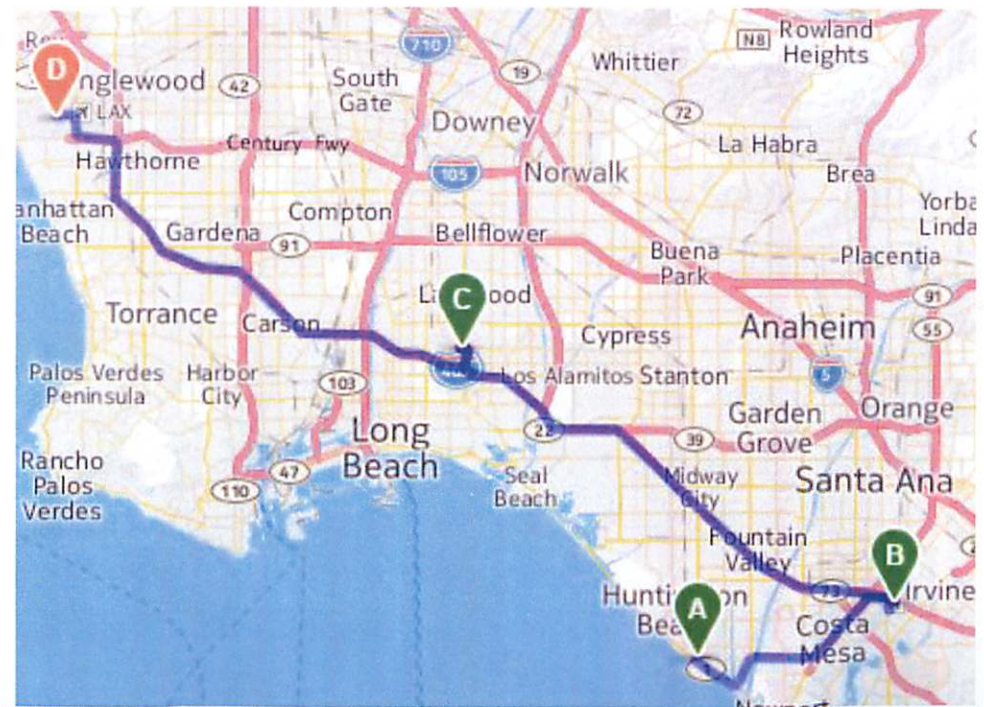 D
nglewood
LAX
42
South
Gate
710
19
Whittier
N8
Rowland
Heights
72
Downey
La Habra
Century Fwy
Hawthorne
105
Norwalk
Brea
Yorba
Linda
anhattan
Beach
Compton
Gardena
91
Bellflower
Buena
Park
Placentia
C
La
ood
91
55
Torrance
Carson
Cypress
Anaheim
Palos Verdes
Peninsula
Harbor
City
103
Los Alamitos
Stanton
5
Long
Beach
22
39
Garden
Grove
Orange
Rancho
Palos
Verdes
110
47
Seal
Beach
Midway
City
Santa Ana
Fountain
Valley
B
Hunti
on
Bea
A
73
Irvine
Costa
Mesa
1
Newport